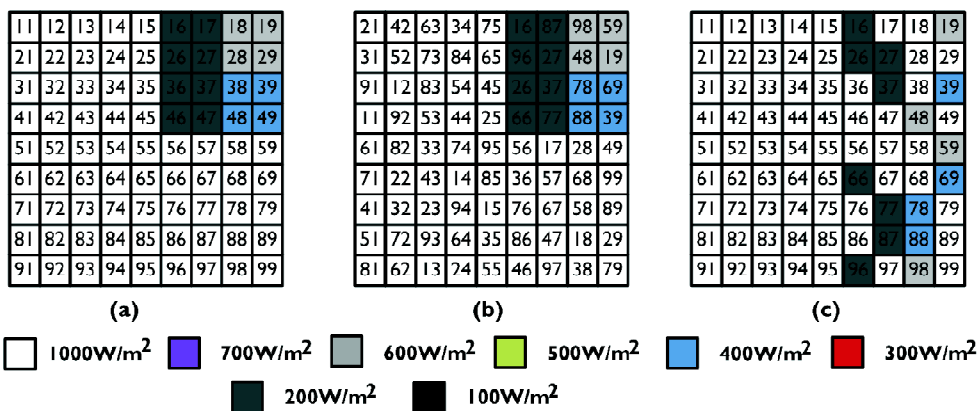 11 12 13 14 15 16 17 18 19
21 22 23 24 25 26 27 28 29
31 32 33 34 35 36 37 38 39
41 42 43 44 45 46 47 48 49
51 52 53 54 55 56 57 58 59
61 62 63 64 65 66 67 68 69
71 72 73 74 75 76 77 78 79
81 82 83 84 85 86 87 88 89
91 92 93 94 95 96 97 98 99
(a)
21 42 63 34 75 16 87 98 59
31 52 73 84 65 96 27 48 19
91 12 83 54 45 26 37 78 69
11 92 53 44 25 66 77 88 39
61 82 33 74 95 56 17 28 49
71 22 43 14 85 36 57 68 99
41 32 23 94 15 76 67 58 89
51 72 93 64 35 86 47 18 29
81 62 13 24 55 46 97 38 79
(b)
11 12 13 14 15 16 17 18 19
21 22 23 24 25 26 27 28 29
31 32 33 34 35 36 37 38 39
41 42 43 44 45 46 47 48 49
51 52 53 54 55 56 57 58 59
61 62 63 64 65 66 67 68 69
71 72 73 74 75 76 77 78 79
81 82 83 84 85 86 87 88 89
91 92 93 94 95 96 97 98 99
(c)
1000W/m² 700W/m² 600W/m² 500W/m² 400W/m² 300W/m²
200W/m² 100W/m²